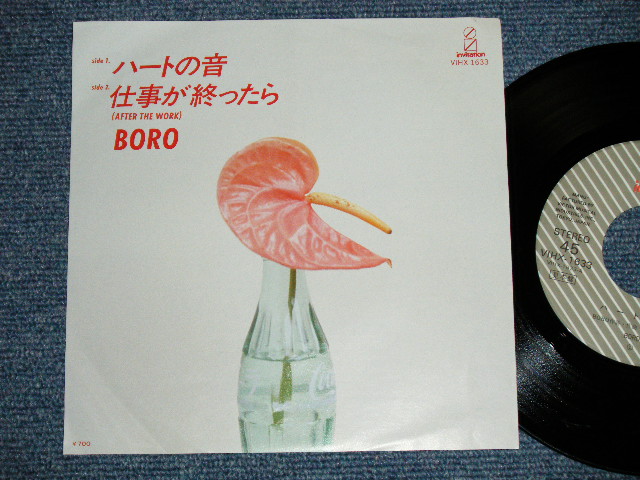 side 1. ハートの音
side 2. 仕事が終ったら
(AFTER THE WORK)
BORO
invitation
VIHX 1633
¥700
STEREO
45
VIHX-1633